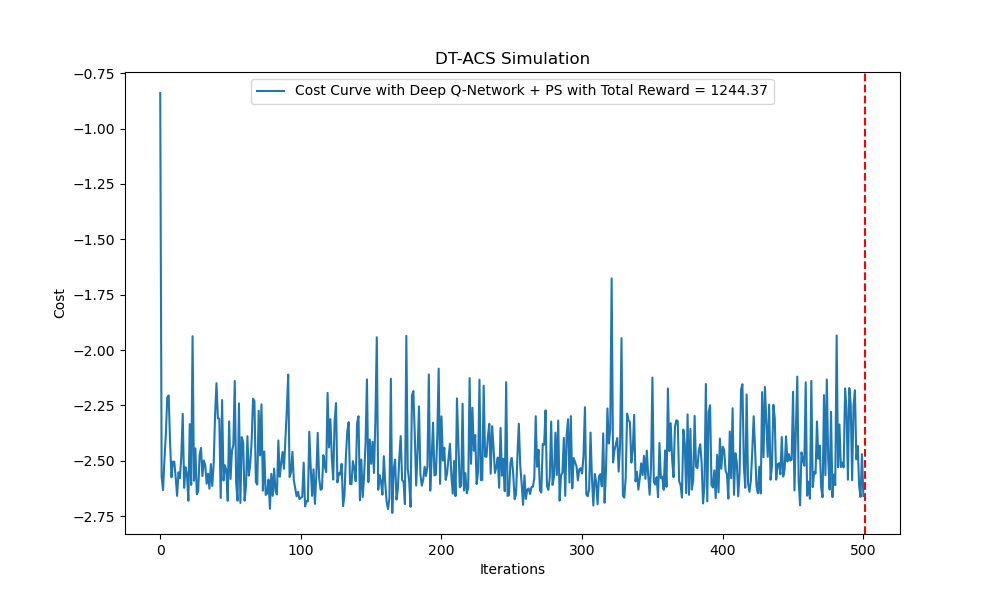 DT-ACS Simulation
Cost Curve with Deep Q-Network + PS with Total Reward = 1244.37
−0.75
−1.00
−1.25
−1.50
−1.75
−2.00
−2.25
−2.50
−2.75
Cost
0 100 200 300 400 500
Iterations